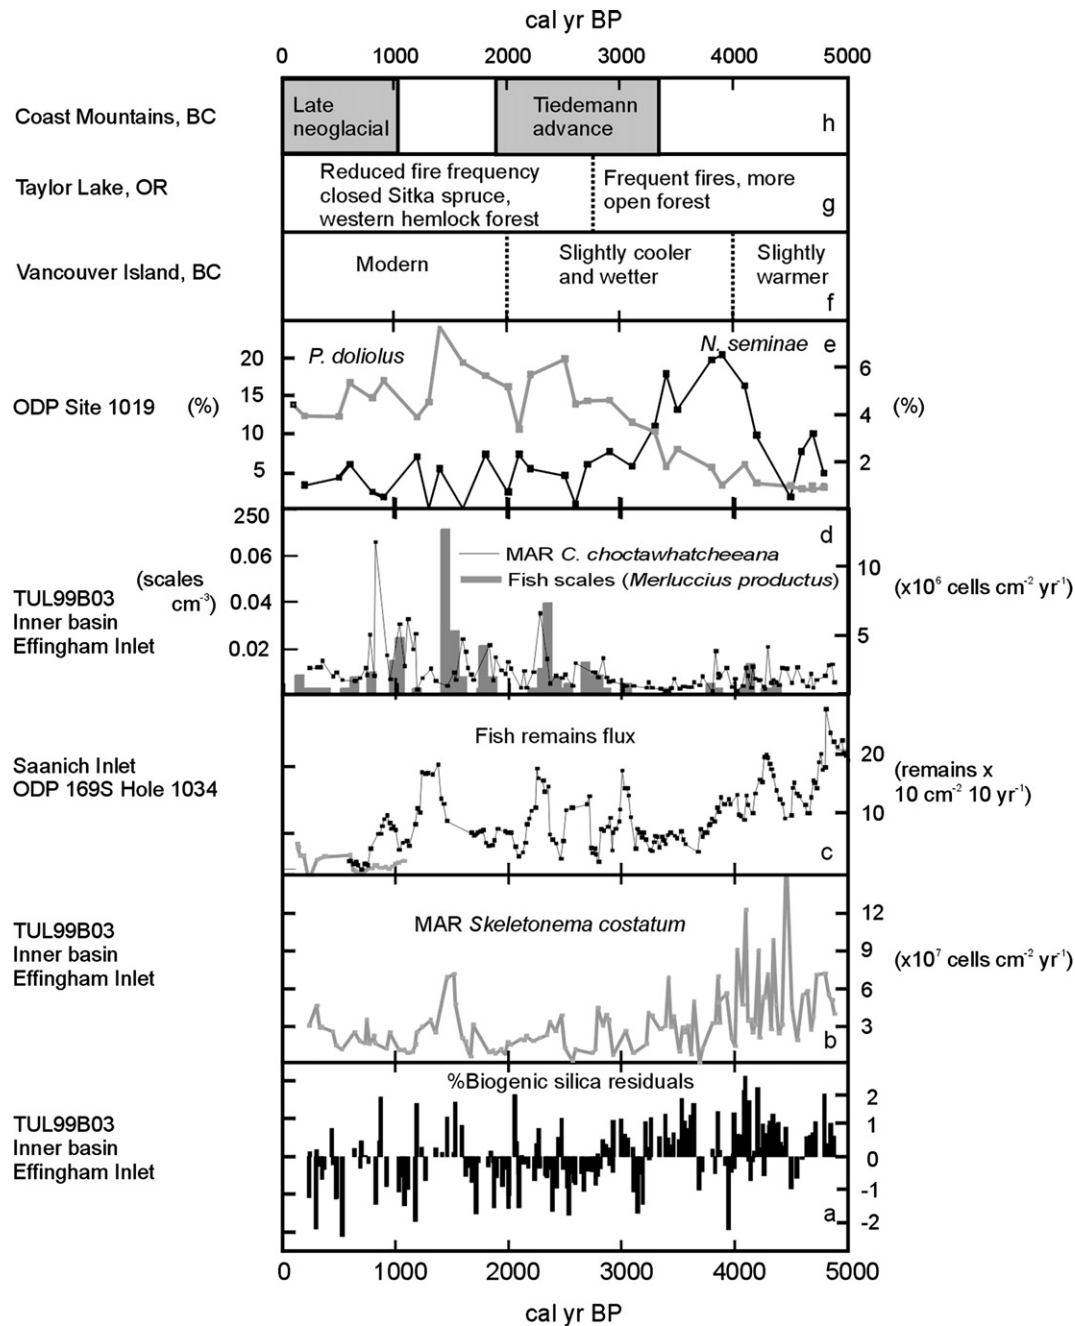 cal yr BP
0 1000 2000 3000 4000 5000
Coast Mountains, BC
Late
neoglacial
Tiedemann
advance
h
Taylor Lake, OR
Reduced fire frequency
closed Sitka spruce,
western hemlock forest
Frequent fires, more
open forest
g
Vancouver Island, BC
Modern
Slightly cooler
and wetter
Slightly
warmer
f
ODP Site 1019 (%)
20
15
10
5
P. doliolus
N. seminae
e
6
4
2
(%)
TUL99B03
Inner basin
Effingham Inlet
(scales
cm⁻³)
250
0.06
0.04
0.02
MAR C. choctawhatcheeana
Fish scales (Merluccius productus)
d
10
5
(x10⁶ cells cm⁻² yr⁻¹)
Saanich Inlet
ODP 169S Hole 1034
Fish remains flux
c
20
10
(remains x
10 cm⁻² 10 yr⁻¹)
TUL99B03
Inner basin
Effingham Inlet
MAR Skeletonema costatum
b
12
9
6
3
(x10⁷ cells cm⁻² yr⁻¹)
TUL99B03
Inner basin
Effingham Inlet
%Biogenic silica residuals
a
2
1
0
-1
-2
0 1000 2000 3000 4000 5000
cal yr BP